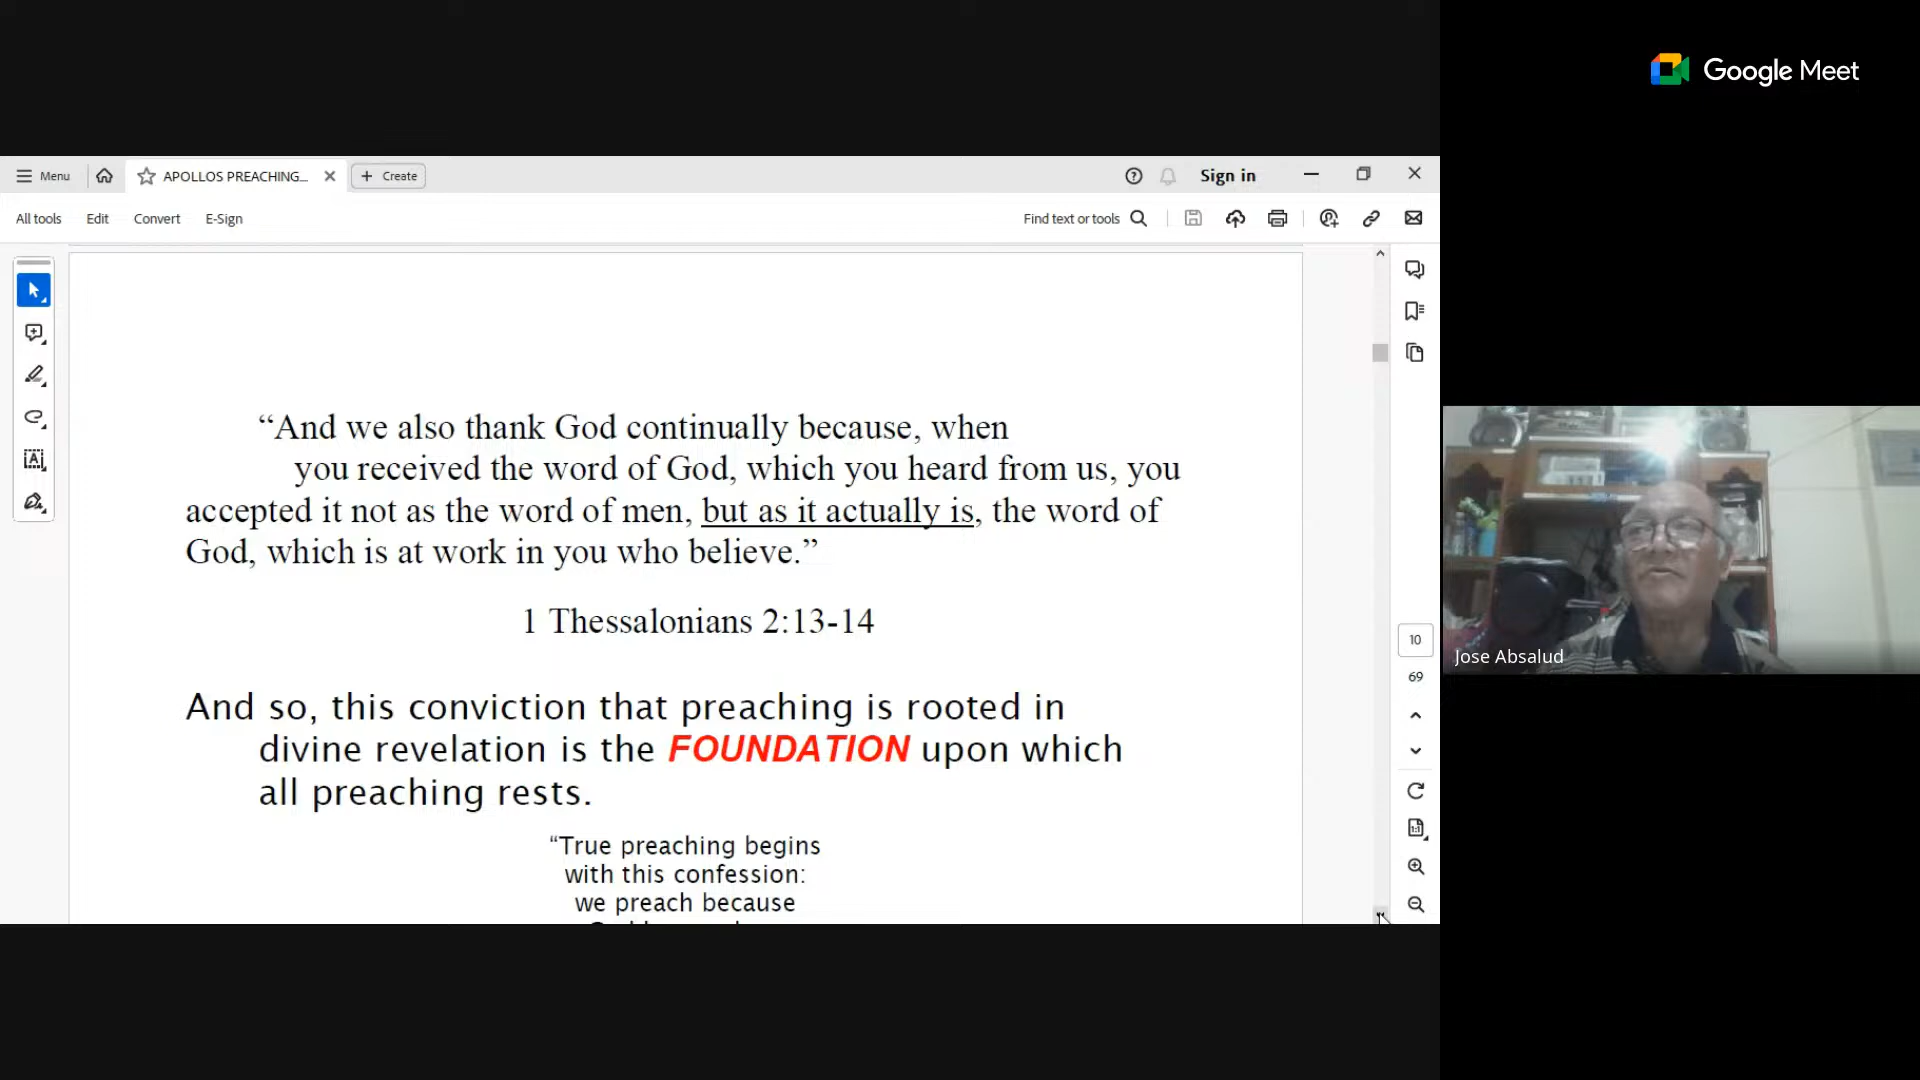 Google Meet
Menu
APOLLOS PREACHING...
Create
Sign in
All tools
Edit
Convert
E-Sign
Find text or tools
“And we also thank God continually because, when
you received the word of God, which you heard from us, you
accepted it not as the word of men, but as it actually is, the word of
God, which is at work in you who believe.”
1 Thessalonians 2:13-14
And so, this conviction that preaching is rooted in
divine revelation is the FOUNDATION upon which
all preaching rests.
“True preaching begins
with this confession:
we preach because
10
69
Jose Absalud